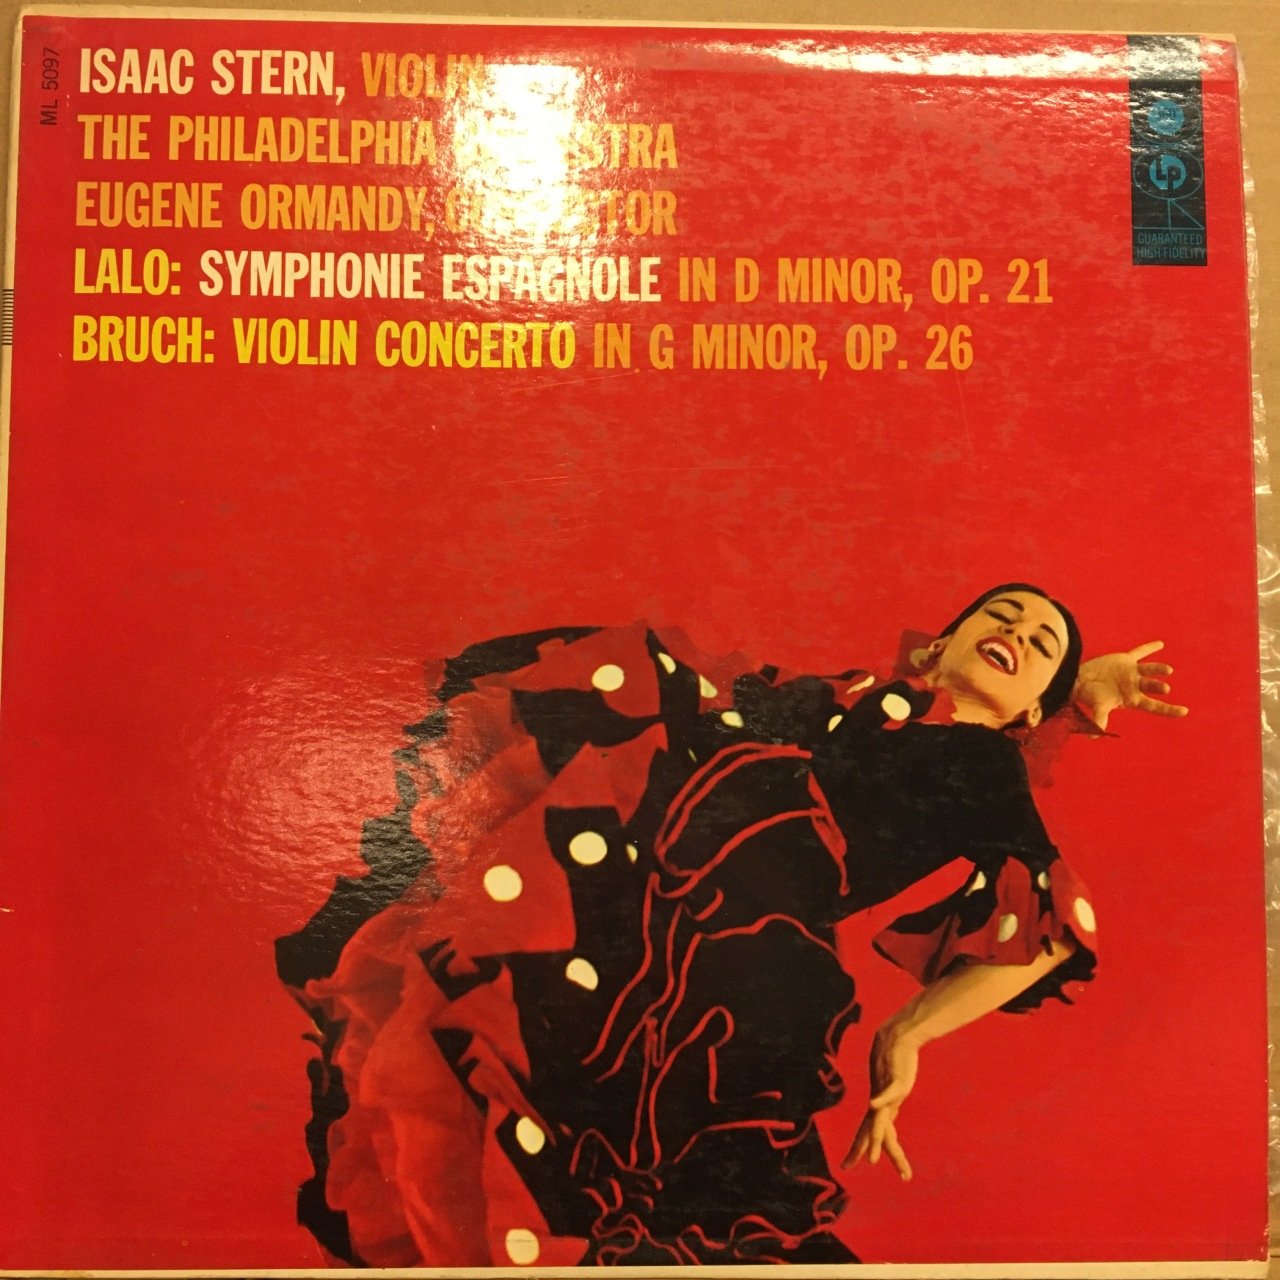 ML 5097
ISAAC STERN, VIOLIN
THE PHILADELPHIA ORCHESTRA
EUGENE ORMANDY, CONDUCTOR
LALO: SYMPHONIE ESPAGNOLE IN D MINOR, OP. 21
BRUCH: VIOLIN CONCERTO IN G MINOR, OP. 26
LP
GUARANTEED
HIGH FIDELITY